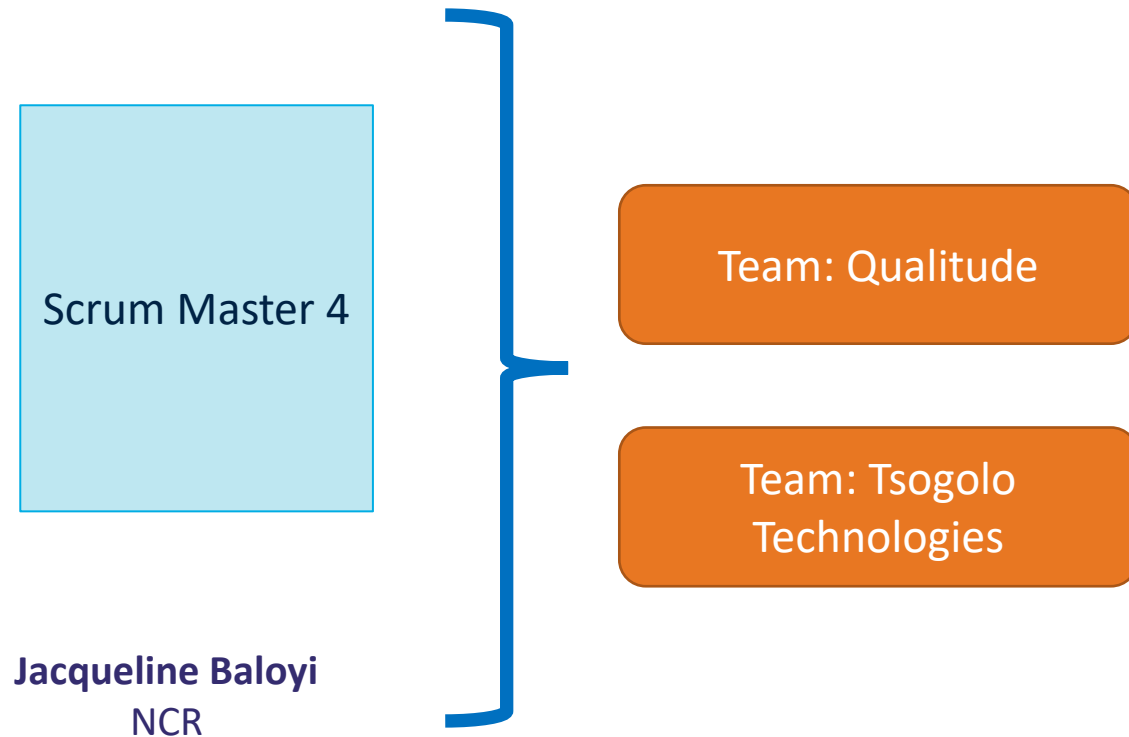 Scrum Master 4
Jacqueline Baloyi
NCR
Team: Qualitude
Team: Tsogolo
Technologies